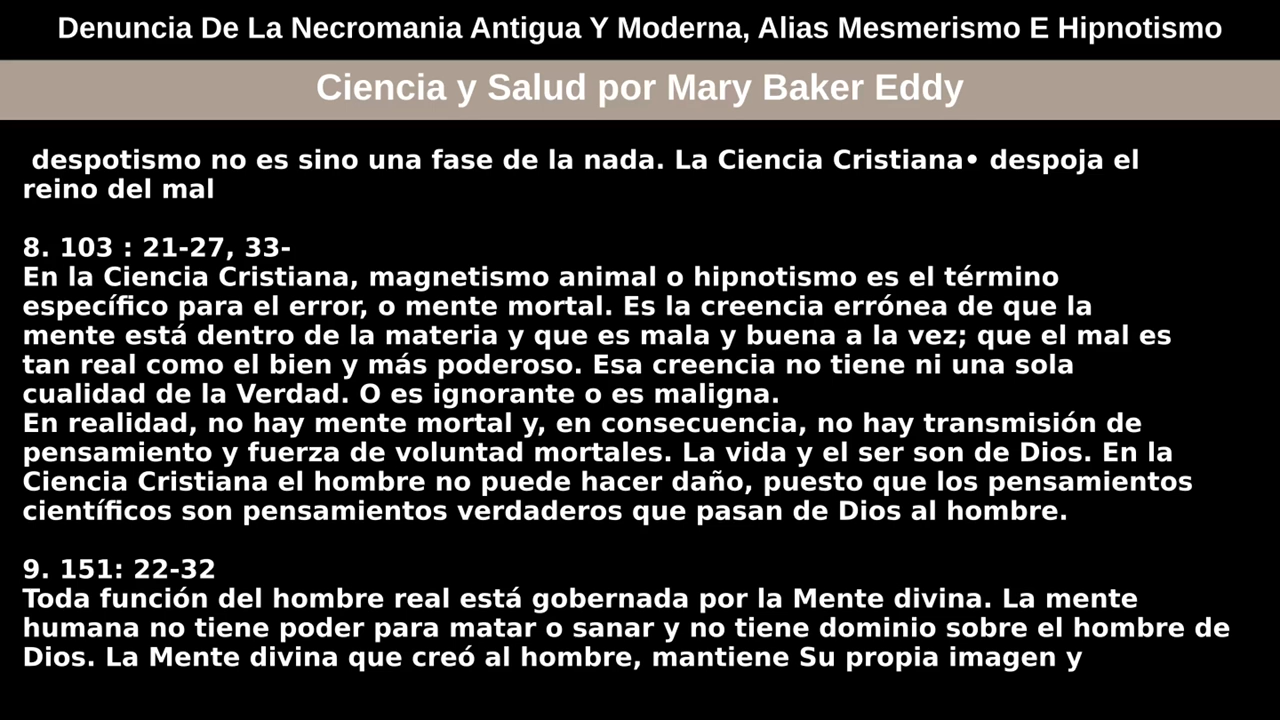 Denuncia De La Necromania Antigua Y Moderna, Alias Mesmerismo E Hipnotismo
Ciencia y Salud por Mary Baker Eddy
despotismo no es sino una fase de la nada. La Ciencia Cristiana• despoja el
reino del mal
8. 103 : 21-27, 33-
En la Ciencia Cristiana, magnetismo animal o hipnotismo es el término
específico para el error, o mente mortal. Es la creencia errónea de que la
mente está dentro de la materia y que es mala y buena a la vez; que el mal es
tan real como el bien y más poderoso. Esa creencia no tiene ni una sola
cualidad de la Verdad. O es ignorante o es maligna.
En realidad, no hay mente mortal y, en consecuencia, no hay transmisión de
pensamiento y fuerza de voluntad mortales. La vida y el ser son de Dios. En la
Ciencia Cristiana el hombre no puede hacer daño, puesto que los pensamientos
científicos son pensamientos verdaderos que pasan de Dios al hombre.
9. 151: 22-32
Toda función del hombre real está gobernada por la Mente divina. La mente
humana no tiene poder para matar o sanar y no tiene dominio sobre el hombre de
Dios. La Mente divina que creó al hombre, mantiene Su propia imagen y